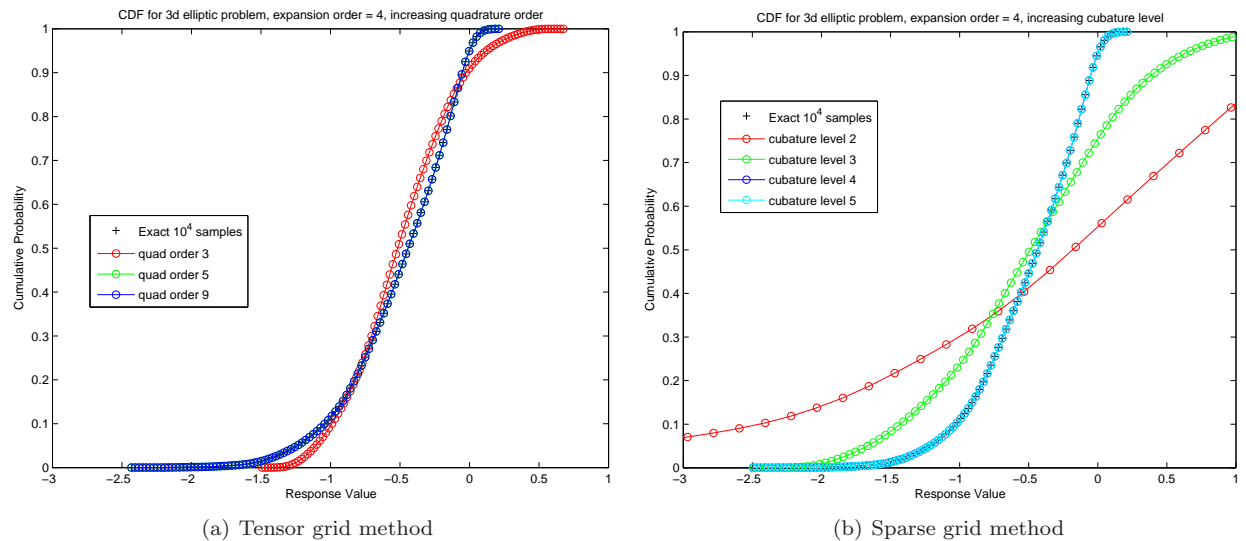 CDF for 3d elliptic problem, expansion order = 4, increasing quadrature order
Cumulative Probability
1
0.9
0.8
0.7
0.6
0.5
0.4
0.3
0.2
0.1
0
Exact 10^4 samples
quad order 3
quad order 5
quad order 9
−3 −2.5 −2 −1.5 −1 −0.5 0 0.5 1
Response Value
(a) Tensor grid method
CDF for 3d elliptic problem, expansion order = 4, increasing cubature level
Cumulative Probability
1
0.9
0.8
0.7
0.6
0.5
0.4
0.3
0.2
0.1
0
Exact 10^4 samples
cubature level 2
cubature level 3
cubature level 4
cubature level 5
−3 −2.5 −2 −1.5 −1 −0.5 0 0.5 1
Response Value
(b) Sparse grid method